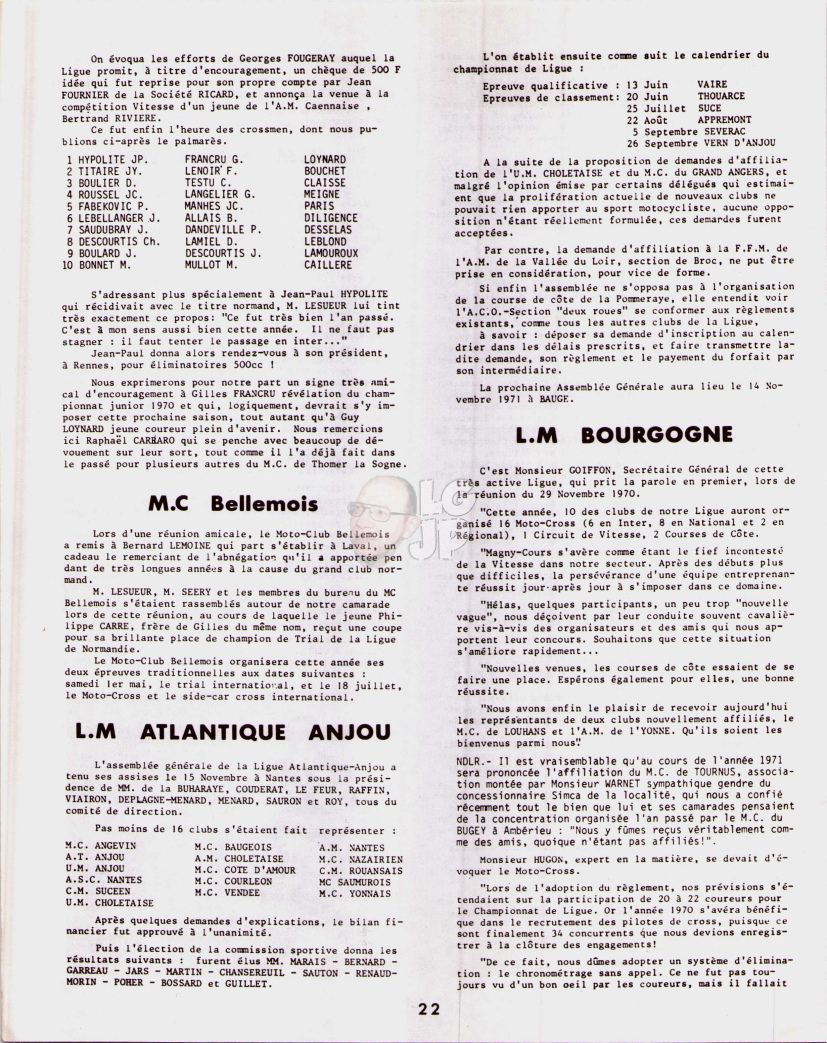 On évoqua les efforts de Georges FOUGERAY auquel la
Ligue promit, à titre d'encouragement, un chèque de 500 F
idée qui fut reprise pour son propre compte par Jean
FOURNIER de la Société RICARD, et annonça la venue à la
compétition Vitesse d'un jeune de l'A.M. Caennaise ,
Bertrand RIVIERE.
Ce fut enfin l'heure des crossmen, dont nous pu-
blions ci-après le palmarès.
1 HYPOLITE JP. FRANCRU G. LOYNARD
2 TITAIRE JY. LENOIR F. BOUCHET
3 BOULIER D. TESTU C. CLAISSE
4 ROUSSEL JC. LANGELIER G. MEIGNE
5 FABEKOVIC P. MANHES JC. PARIS
6 LEBELLANGER J. ALLAIS B. DILIGENCE
7 SAUDUBRAY J. DANDEVILLE P. DESSELAS
8 DESCOURTIS Ch. LAMIEL D. LEBLOND
9 BOULARD J. DESCOURTIS J. LAMOUROUX
10 BONNET M. MULLOT M. CAILLERE
S'adressant plus spécialement à Jean-Paul HYPOLITE
qui récidivait avec le titre normand, M. LESUEUR lui tint
très exactement ce propos: "Ce fut très bien l'an passé.
C'est à mon sens aussi bien cette année. Il ne faut pas
stagner : il faut tenter le passage en inter..."
Jean-Paul donna alors rendez-vous à son président,
à Rennes, pour éliminatoires 500cc !
Nous exprimerons pour notre part un signe très ami-
cal d'encouragement à Gilles FRANCRU révélation du cham-
pionnat junior 1970 et qui, logiquement, devrait s'y im-
poser cette prochaine saison, tout autant qu'à Guy
LOYNARD jeune coureur plein d'avenir. Nous remercions
ici Raphaël CARRARO qui se penche avec beaucoup de dé-
vouement sur leur sort, tout comme il l'a déjà fait dans
le passé pour plusieurs autres du M.C. de Thomer la Sogne.
M.C Bellemois
Lors d'une réunion amicale, le Moto-Club Bellemois
a remis à Bernard LEMOINE qui part s'établir à Laval, un
cadeau le remerciant de l'abnégation qu'il a apportée pen
dant de très longues années à la cause du grand club nor-
mand.
M. LESUEUR, M. SEERY et les membres du bureau du MC
Bellemois s'étaient rassemblés autour de notre camarade
lors de cette réunion, au cours de laquelle le jeune Phi-
lippe CARRE, frère de Gilles du même nom, reçut une coupe
pour sa brillante place de champion de Trial de la Ligue
de Normandie.
Le Moto-Club Bellemois organisera cette année ses
deux épreuves traditionnelles aux dates suivantes :
samedi 1er mai, le trial international, et le 18 juillet,
le Moto-Cross et le side-car cross international.
L.M ATLANTIQUE ANJOU
L'assemblée générale de la Ligue Atlantique-Anjou a
tenu ses assises le 15 Novembre à Nantes sous la prési-
dence de MM. de la BUHARAYE, COUDERAT, LE FEUR, RAFFIN,
VIAIRON, DEPLAGNE-MENARD, MENARD, SAURON et ROY, tous du
comité de direction.
Pas moins de 16 clubs s'étaient fait représenter :
M.C. ANGEVIN M.C. BAUGEOIS A.M. NANTES
A.T. ANJOU A.M. CHOLETAISE M.C. NAZAIRIEN
U.M. ANJOU M.C. COTE D'AMOUR C.M. ROUANSAIS
A.S.C. NANTES M.C. COURLEON MC SAUMUROIS
C.M. SUCEEN M.C. VENDEE M.C. YONNAIS
U.M. CHOLETAISE
Après quelques demandes d'explications, le bilan fi-
nancier fut approuvé à l'unanimité.
Puis l'élection de la commission sportive donna les
résultats suivants : furent élus MM. MARAIS - BERNARD -
GARREAU - JARS - MARTIN - CHANSEREUIL - SAUTON - RENAUD-
MORIN - POHER - BOSSARD et GUILLET.
L'on établit ensuite comme suit le calendrier du
championnat de Ligue :
Epreuve qualificative : 13 Juin VAIRE
Epreuves de classement: 20 Juin THOUARCE
25 Juillet SUCE
22 Août APPREMONT
5 Septembre SEVERAC
26 Septembre VERN D'ANJOU
A la suite de la proposition de demandes d'affilia-
tion de l'U.M. CHOLETAISE et du M.C. du GRAND ANGERS, et
malgré l'opinion émise par certains délégués qui estimai-
ent que la prolifération actuelle de nouveaux clubs ne
pouvait rien apporter au sport motocycliste, aucune oppo-
sition n'étant réellement formulée, ces demandes furent
acceptées.
Par contre, la demande d'affiliation à la F.F.M. de
l'A.M. de la Vallée du Loir, section de Broc, ne put être
prise en considération, pour vice de forme.
Si enfin l'assemblée ne s'opposa pas à l'organisation
de la course de côte de la Pommeraye, elle entendit voir
l'A.C.O.-Section "deux roues" se conformer aux règlements
existants, comme tous les autres clubs de la Ligue,
à savoir : déposer sa demande d'inscription au calen-
drier dans les délais prescrits, et faire transmettre la-
dite demande, son règlement et le payement du forfait par
son intermédiaire.
La prochaine Assemblée Générale aura lieu le 14 No-
vembre 1971 à BAUGE.
L.M BOURGOGNE
C'est Monsieur GOIFFON, Secrétaire Général de cette
très active Ligue, qui prit la parole en premier, lors de
la réunion du 29 Novembre 1970.
"Cette année, 10 des clubs de notre Ligue auront or-
ganisé 16 Moto-Cross (6 en Inter, 8 en National et 2 en
Régional), 1 Circuit de Vitesse, 2 Courses de Côte.
"Magny-Cours s'avère comme étant le fief incontesté
de la Vitesse dans notre secteur. Après des débuts plus
que difficiles, la persévérance d'une équipe entreprenan-
te réussit jour-après jour à s'imposer dans ce domaine.
"Hélas, quelques participants, un peu trop "nouvelle
vague", nous déçoivent par leur conduite souvent cavaliè-
re vis-à-vis des organisateurs et des amis qui nous ap-
portent leur concours. Souhaitons que cette situation
s'améliore rapidement...
"Nouvelles venues, les courses de côte essaient de se
faire une place. Espérons également pour elles, une bonne
réussite.
"Nous avons enfin le plaisir de recevoir aujourd'hui
les représentants de deux clubs nouvellement affiliés, le
M.C. de LOUHANS et l'A.M. de l'YONNE. Qu'ils soient les
bienvenus parmi nous".
NDLR.- Il est vraisemblable qu'au cours de l'année 1971
sera prononcée l'affiliation du M.C. de TOURNUS, associa-
tion montée par Monsieur WARNET sympathique gendre du
concessionnaire Simca de la localité, qui nous a confié
récemment tout le bien que lui et ses camarades pensaient
de la concentration organisée l'an passé par le M.C. du
BUGEY à Ambérieu : "Nous y fûmes reçus véritablement com-
me des amis, quoique n'étant pas affiliés!".
Monsieur HUGON, expert en la matière, se devait d'é-
voquer le Moto-Cross.
"Lors de l'adoption du règlement, nos prévisions s'é-
tendaient sur la participation de 20 à 22 coureurs pour
le Championnat de Ligue. Or l'année 1970 s'avéra bénéfi-
que dans le recrutement des pilotes de cross, puisque ce
sont finalement 34 concurrents que nous devions enregis-
trer à la clôture des engagements!
"De ce fait, nous dûmes adopter un système d'élimina-
tion : le chronométrage sans appel. Ce ne fut pas tou-
jours vu d'un bon oeil par les coureurs, mais il fallait
22
LG
JP